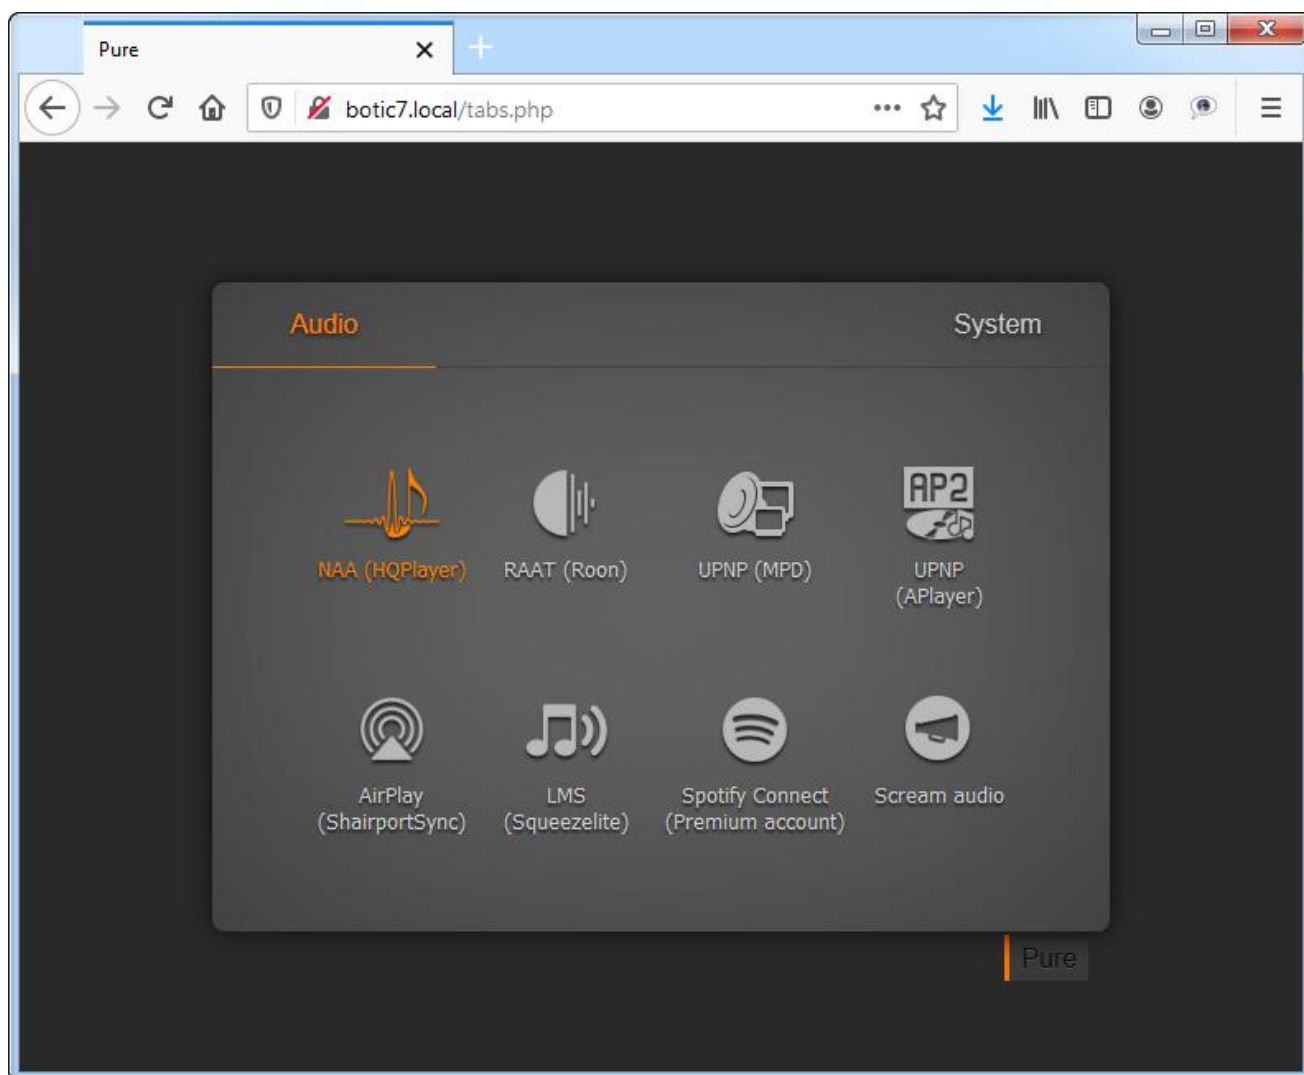 Pure
botic7.local/tabs.php
Audio
System
AP2
NAA (HQPlayer)
RAAT (Roon)
UPNP (MPD)
UPNP
(APlayer)
AirPlay
(ShairportSync)
LMS
(Squeezelite)
Spotify Connect
(Premium account)
Scream audio
Pure